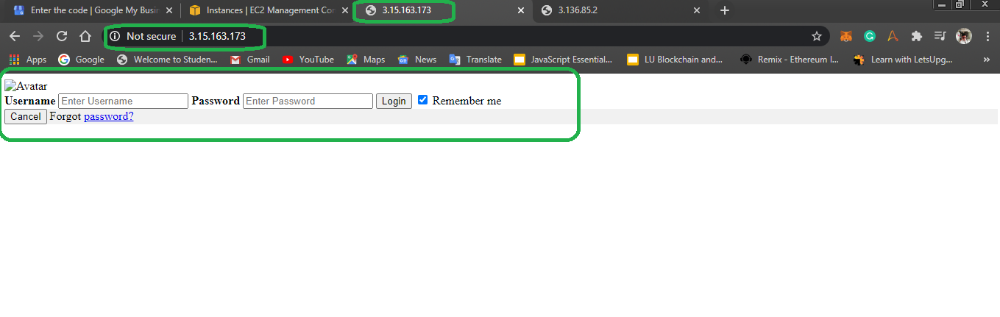 Enter the code | Google My Busin
Instances | EC2 Management Con
3.15.163.173
3.136.85.2
Not secure
3.15.163.173
Apps
Google
Welcome to Studen...
Gmail
YouTube
Maps
News
Translate
JavaScript Essential...
LU Blockchain and...
Remix - Ethereum I...
Learn with LetsUpg...
»
Avatar
Username Enter Username Password Enter Password Login Remember me
Cancel Forgot password?